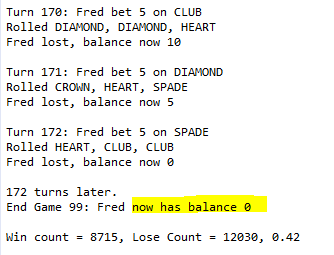 Turn 170: Fred bet 5 on CLUB
Rolled DIAMOND, DIAMOND, HEART
Fred lost, balance now 10
Turn 171: Fred bet 5 on DIAMOND
Rolled CROWN, HEART, SPADE
Fred lost, balance now 5
Turn 172: Fred bet 5 on SPADE
Rolled HEART, CLUB, CLUB
Fred lost, balance now 0
172 turns later.
End Game 99: Fred now has balance 0
Win count = 8715, Lose Count = 12030, 0.42